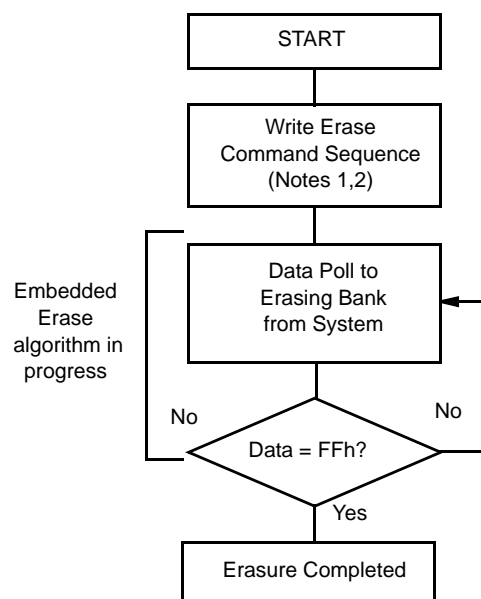 START
Write Erase
Command Sequence
(Notes 1,2)
Data Poll to
Erasing Bank
from System
Embedded
Erase
algorithm in
progress
No
No
Data = FFh?
Yes
Erasure Completed